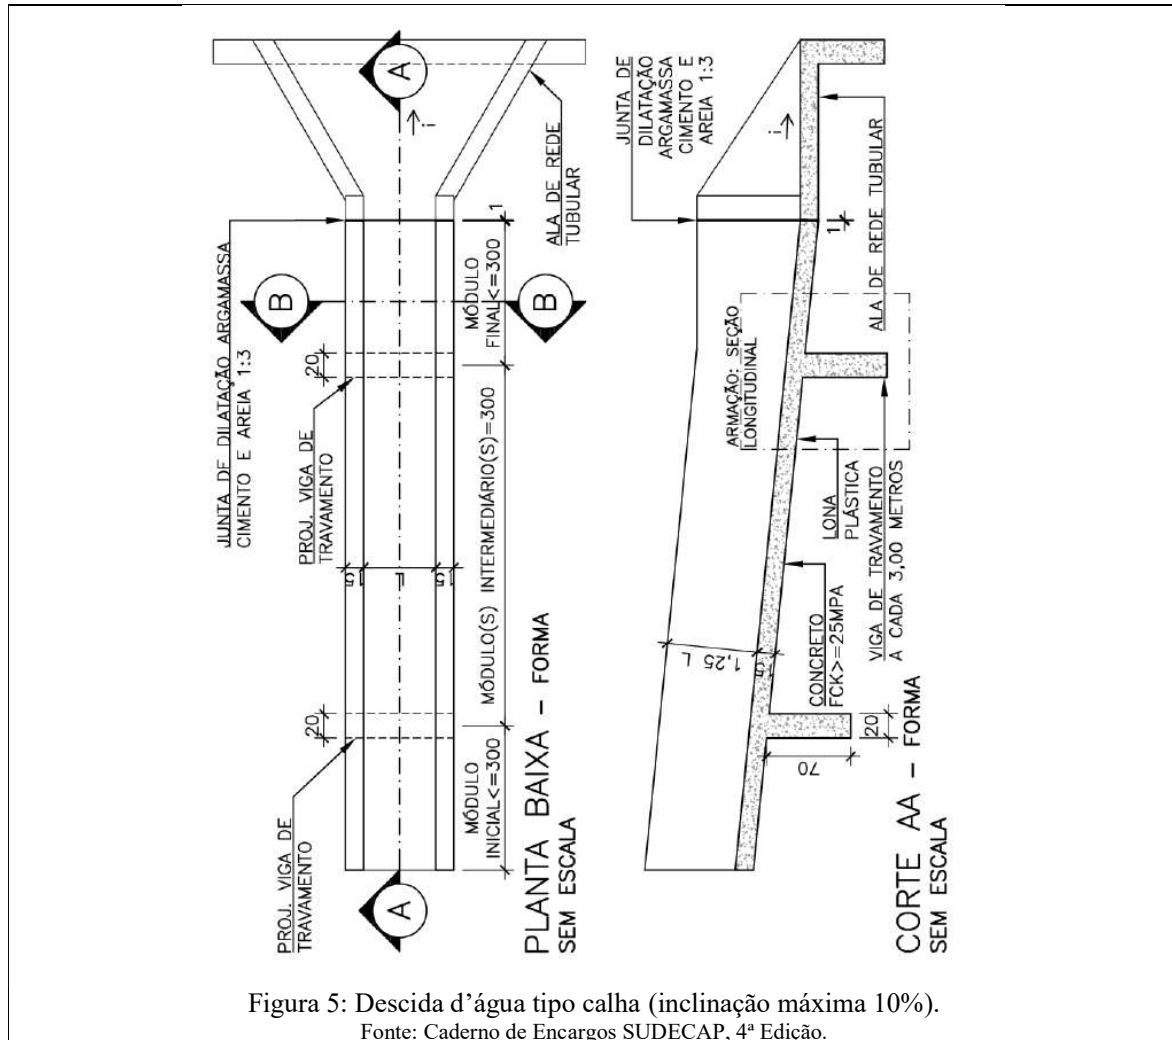 JUNTA DE DILATAÇÃO ARGAMASSA
CIMENTO E AREIA 1:3
PROJ. VIGA DE
TRAVAMENTO
20
PROJ. VIGA DE
TRAVAMENTO
20
A
B
B
A
i
15
L
15
1
ALA DE REDE
TUBULAR
MÓDULO
INICIAL<=300
MÓDULO(S) INTERMEDIÁRIO(S)=300
MÓDULO
FINAL<=300
PLANTA BAIXA - FORMA
SEM ESCALA
JUNTA DE
DILATAÇÃO
ARGAMASSA
CIMENTO E
AREIA 1:3
i
1
1,25 L
15
ARMAÇÃO: SEÇÃO
LONGITUDINAL
ALA DE REDE TUBULAR
LONA
PLÁSTICA
CONCRETO
FCK>=25MPA
VIGA DE TRAVAMENTO
A CADA 3,00 METROS
70
20
CORTE AA - FORMA
SEM ESCALA
Figura 5: Descida d’água tipo calha (inclinação máxima 10%).
Fonte: Caderno de Encargos SUDECAP, 4ª Edição.